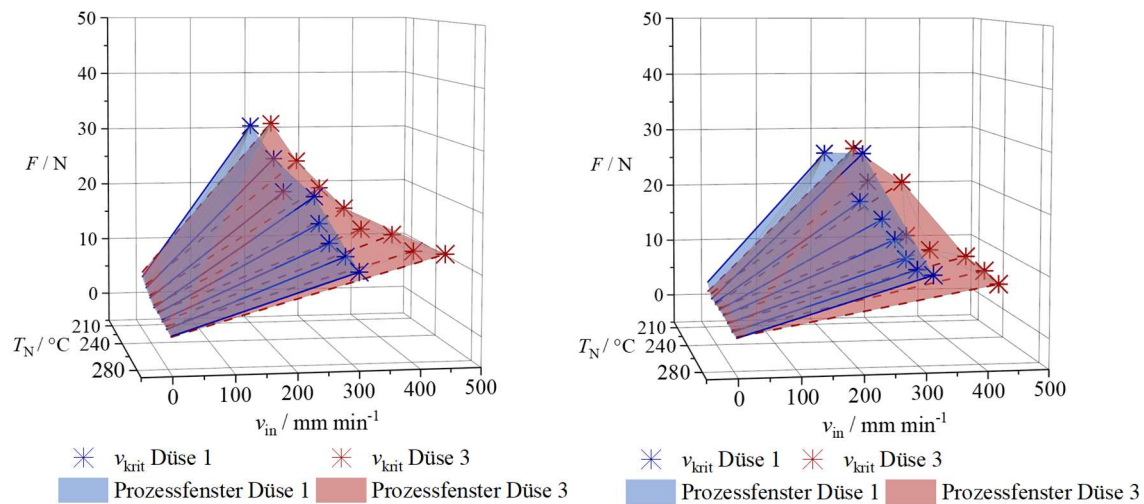 50
40
30
F / N
20
10
0
210
T_N / °C
240
280
0 100 200 300 400 500
v_in / mm min⁻¹
v_krit Düse 1
v_krit Düse 3
Prozessfenster Düse 1
Prozessfenster Düse 3
50
40
30
F / N
20
10
0
210
T_N / °C
240
280
0 100 200 300 400 500
v_in / mm min⁻¹
v_krit Düse 1
v_krit Düse 3
Prozessfenster Düse 1
Prozessfenster Düse 3